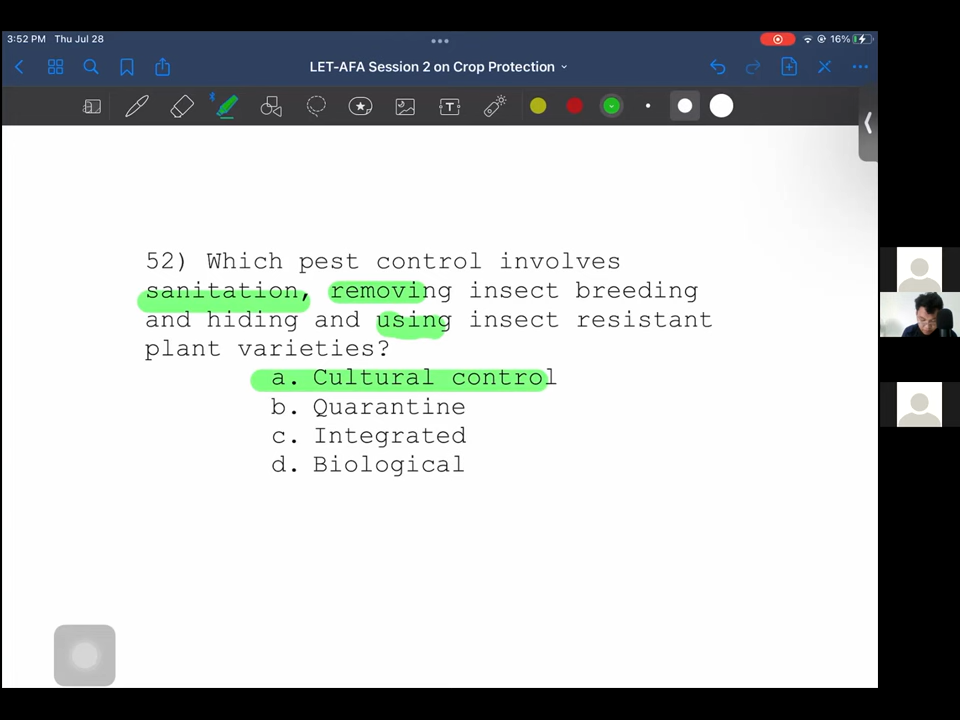 3:52 PM Thu Jul 28
16%
LET-AFA Session 2 on Crop Protection
52) Which pest control involves
sanitation, removing insect breeding
and hiding and using insect resistant
plant varieties?
a. Cultural control
b. Quarantine
c. Integrated
d. Biological